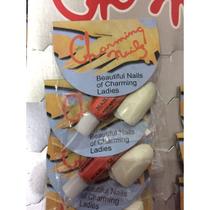 Charming
Nails
Beautiful Nails
of Charming
Ladies
Beautiful Nails
of Charming
Ladies